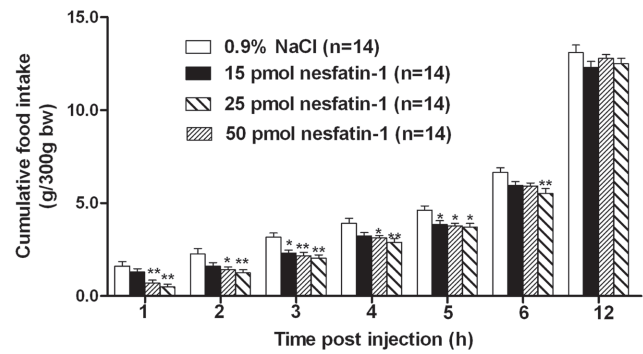 15.0
10.0
5.0
0.0
Cumulative food intake
(g/300g bw)
0.9% NaCl (n=14)
15 pmol nesfatin-1 (n=14)
25 pmol nesfatin-1 (n=14)
50 pmol nesfatin-1 (n=14)
** **
* **
* ** **
* **
* * *
**
1 2 3 4 5 6 12
Time post injection (h)